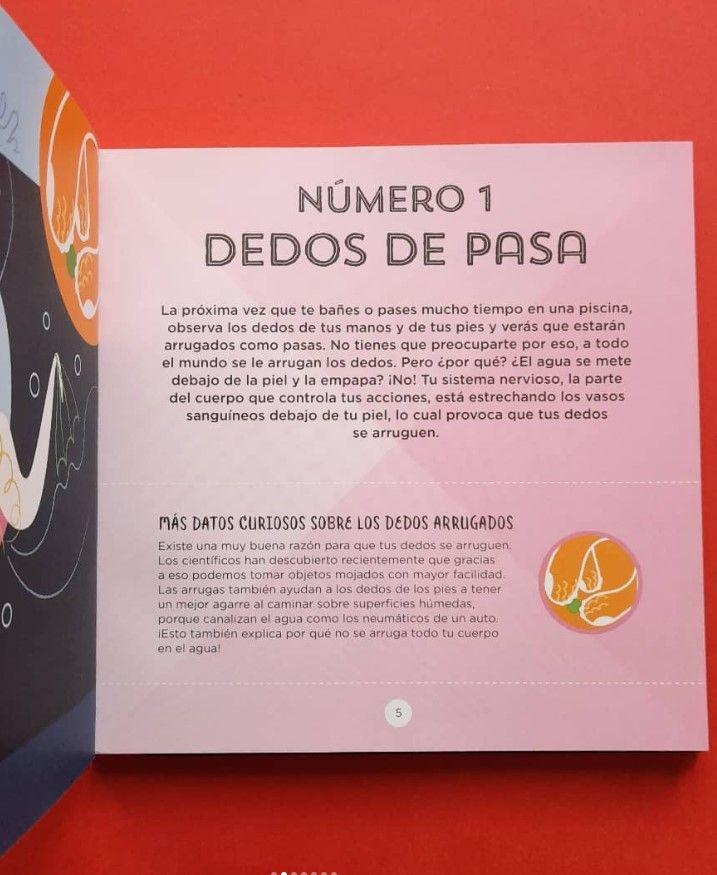 NÚMERO 1
DEDOS DE PASA
La próxima vez que te bañes o pases mucho tiempo en una piscina,
observa los dedos de tus manos y de tus pies y verás que estarán
arrugados como pasas. No tienes que preocuparte por eso, a todo
el mundo se le arrugan los dedos. Pero ¿por qué? ¿El agua se mete
debajo de la piel y la empapa? ¡No! Tu sistema nervioso, la parte
del cuerpo que controla tus acciones, está estrechando los vasos
sanguíneos debajo de tu piel, lo cual provoca que tus dedos
se arruguen.
MÁS DATOS CURIOSOS SOBRE LOS DEDOS ARRUGADOS
Existe una muy buena razón para que tus dedos se arruguen.
Los científicos han descubierto recientemente que gracias
a eso podemos tomar objetos mojados con mayor facilidad.
Las arrugas también ayudan a los dedos de los pies a tener
un mejor agarre al caminar sobre superficies húmedas,
porque canalizan el agua como los neumáticos de un auto.
¡Esto también explica por qué no se arruga todo tu cuerpo
en el agua!
5